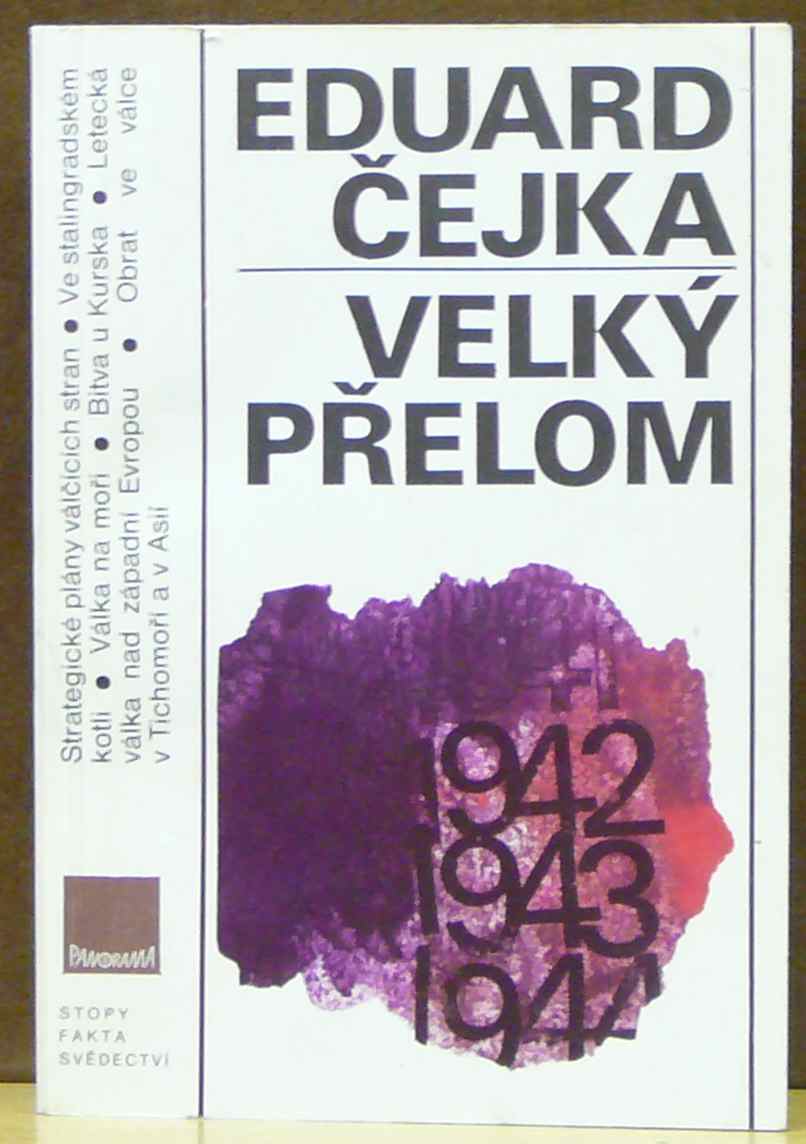 EDUARD
ČEJKA
VELKÝ
PŘELOM
1942
1943
1944
Strategické plány válčících stran ● Ve stalingradském
kotli ● Válka na moři ● Bitva u Kurska ● Letecká
válka nad západní Evropou ● Obrat ve válce
v Tichomoří a v Asii
PANORAMA
STOPY
FAKTA
SVĚDECTVÍ